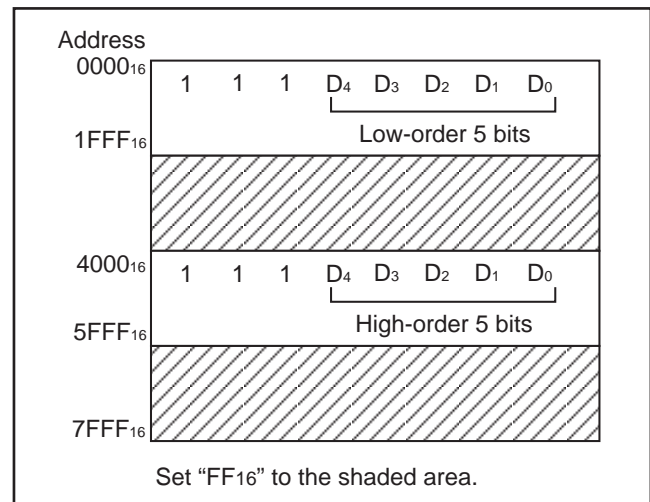 Address
0000₁₆
1 1 1 D₄ D₃ D₂ D₁ D₀
Low-order 5 bits
1FFF₁₆
4000₁₆
1 1 1 D₄ D₃ D₂ D₁ D₀
High-order 5 bits
5FFF₁₆
7FFF₁₆
Set “FF₁₆” to the shaded area.